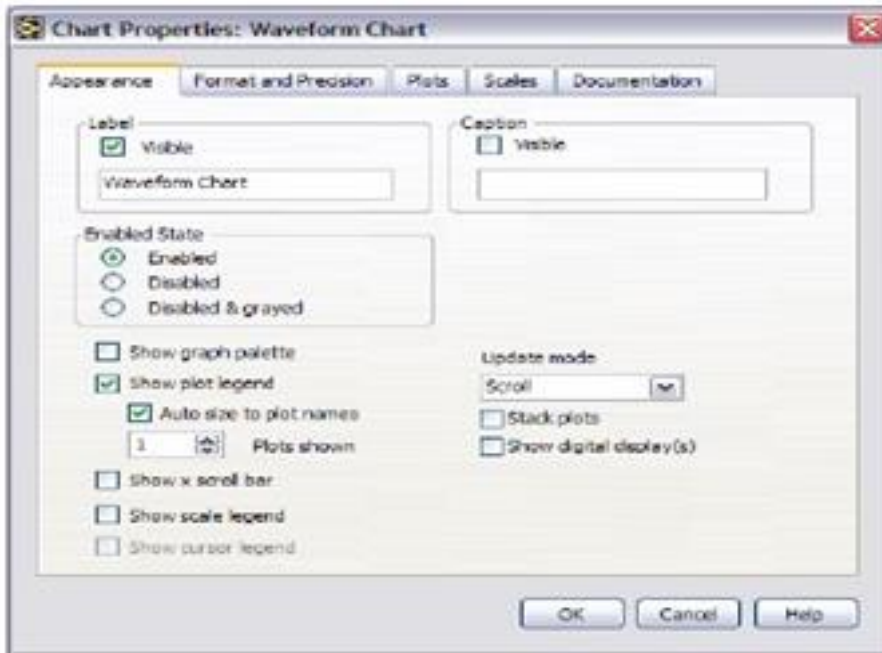 Chart Properties: Waveform Chart
Appearance Format and Precision Plots Scales Documentation
Label
Visible
Waveform Chart
Caption
Visible
Enabled State
Enabled
Disabled
Disabled & grayed
Show graph palette
Show plot legend
Auto size to plot names
1 Plots shown
Show x scroll bar
Show scale legend
Show cursor legend
Update mode
Scroll
Stack plots
Show digital display(s)
OK Cancel Help